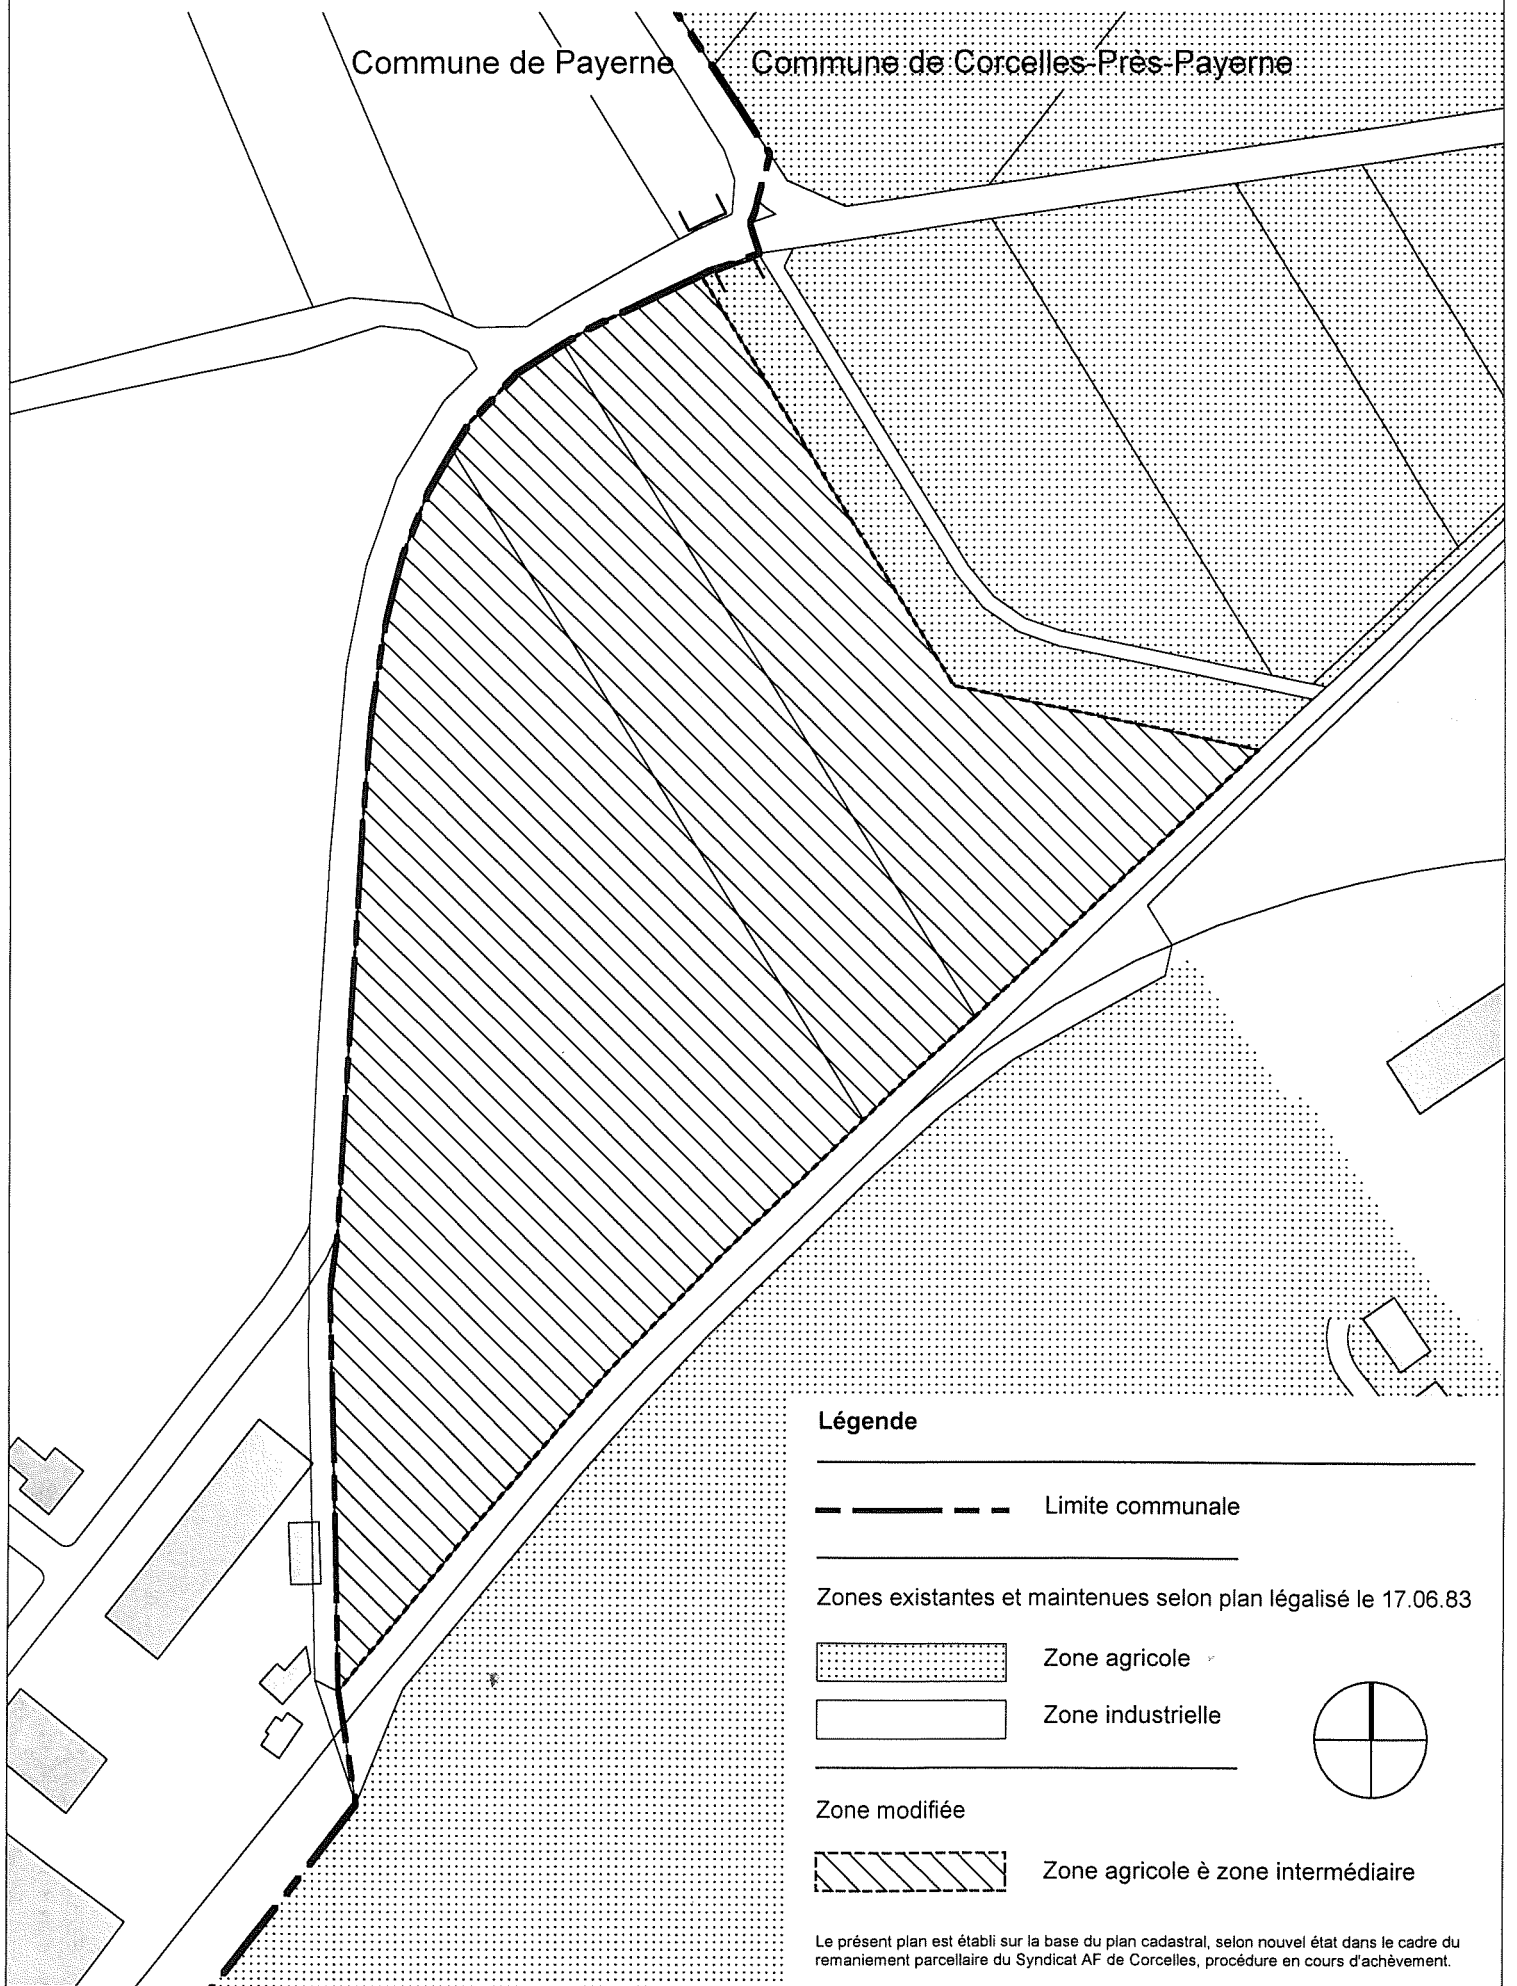 Commune de Payerne
Commune de Corcelles-Près-Payerne
Légende
Limite communale
Zones existantes et maintenues selon plan légalisé le 17.06.83
Zone agricole
Zone industrielle
Zone modifiée
Zone agricole è zone intermédiaire
Le présent plan est établi sur la base du plan cadastral, selon nouvel état dans le cadre du
remaniement parcellaire du Syndicat AF de Corcelles, procédure en cours d'achèvement.